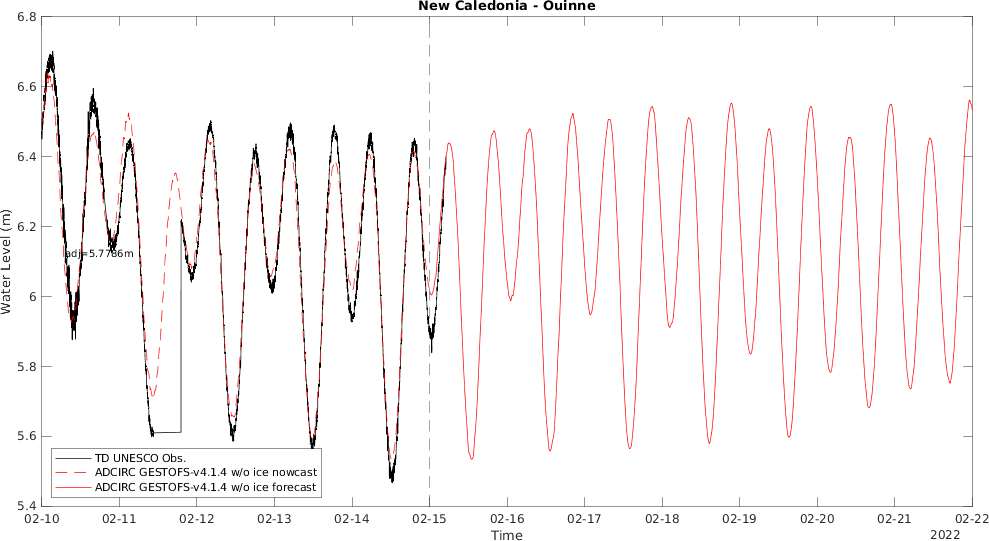 New Caledonia - Ouinne
Water Level (m)
6.8
6.6
6.4
6.2
6
5.8
5.6
5.4
adj=5.7786m
TD UNESCO Obs.
ADCIRC GESTOFS-v4.1.4 w/o ice nowcast
ADCIRC GESTOFS-v4.1.4 w/o ice forecast
02-10 02-11 02-12 02-13 02-14 02-15 02-16 02-17 02-18 02-19 02-20 02-21 02-22
Time
2022